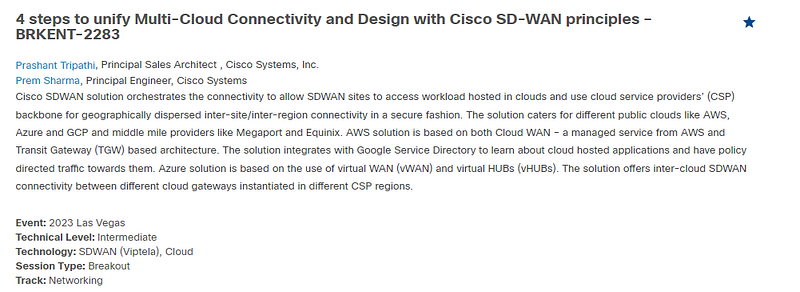 4 steps to unify Multi-Cloud Connectivity and Design with Cisco SD-WAN principles –
BRKENT-2283
Prashant Tripathi, Principal Sales Architect , Cisco Systems, Inc.
Prem Sharma, Principal Engineer, Cisco Systems
Cisco SDWAN solution orchestrates the connectivity to allow SDWAN sites to access workload hosted in clouds and use cloud service providers' (CSP)
backbone for geographically dispersed inter-site/inter-region connectivity in a secure fashion. The solution caters for different public clouds like AWS,
Azure and GCP and middle mile providers like Megaport and Equinix. AWS solution is based on both Cloud WAN – a managed service from AWS and
Transit Gateway (TGW) based architecture. The solution integrates with Google Service Directory to learn about cloud hosted applications and have policy
directed traffic towards them. Azure solution is based on the use of virtual WAN (vWAN) and virtual HUBs (vHUBs). The solution offers inter-cloud SDWAN
connectivity between different cloud gateways instantiated in different CSP regions.
Event: 2023 Las Vegas
Technical Level: Intermediate
Technology: SDWAN (Viptela), Cloud
Session Type: Breakout
Track: Networking